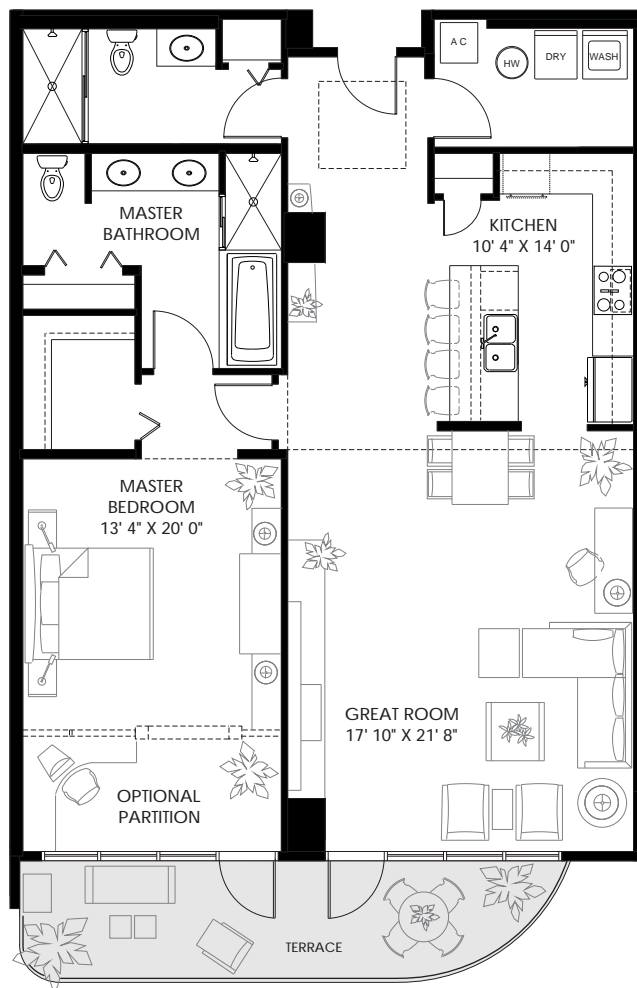 A C
HW
DRY
WASH
MASTER
BATHROOM
KITCHEN
10' 4" X 14' 0"
MASTER
BEDROOM
13' 4" X 20' 0"
GREAT ROOM
17' 10" X 21' 8"
OPTIONAL
PARTITION
TERRACE